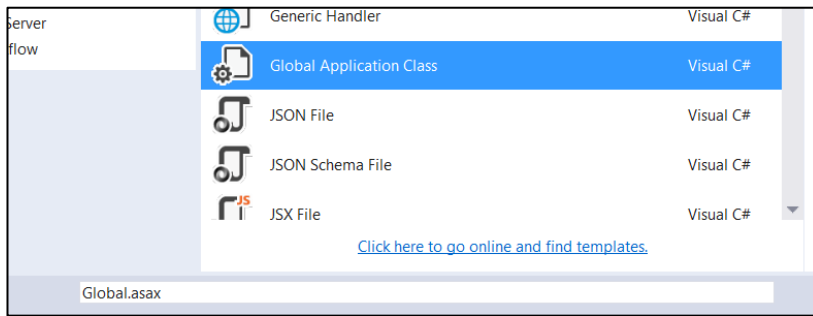 Server
flow
Generic Handler Visual C#
Global Application Class Visual C#
JSON File Visual C#
JSON Schema File Visual C#
JS
JSX File Visual C#
Click here to go online and find templates.
Global.asax